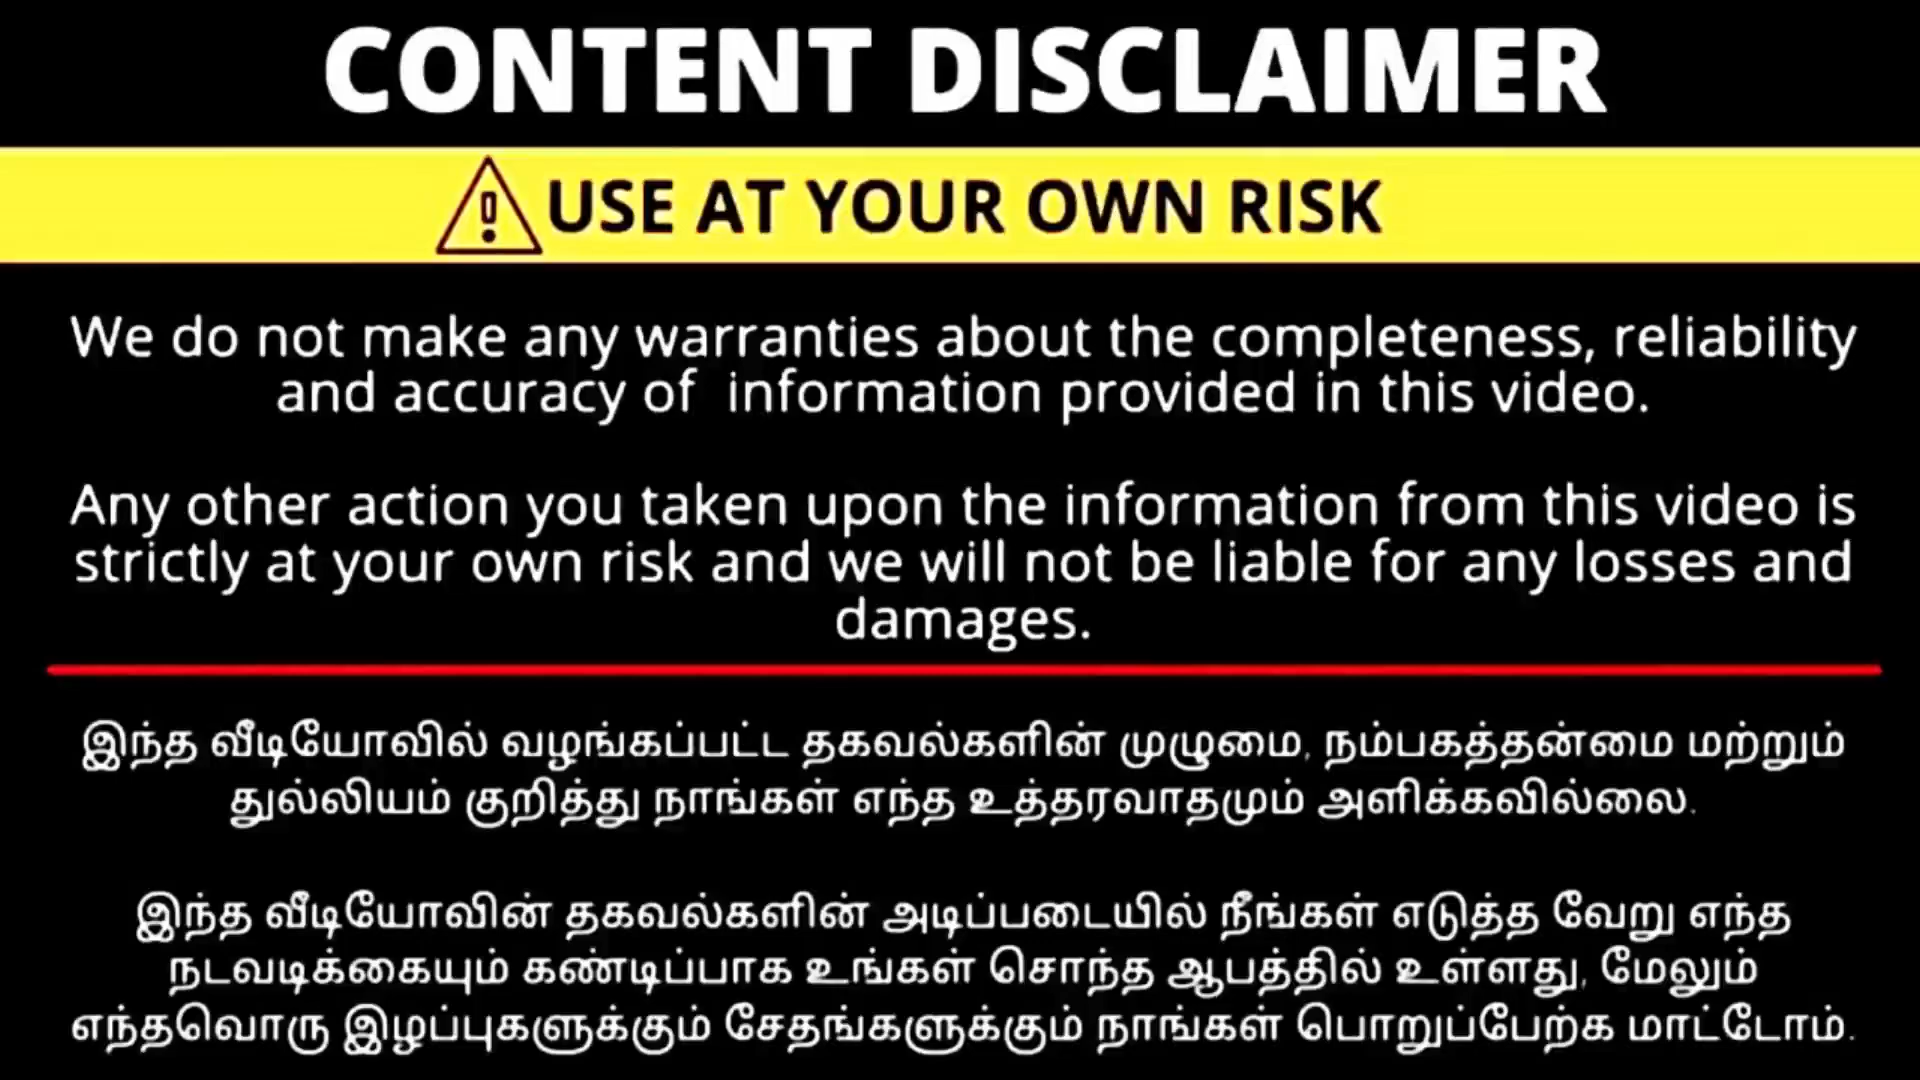 CONTENT DISCLAIMER
USE AT YOUR OWN RISK
We do not make any warranties about the completeness, reliability
and accuracy of information provided in this video.
Any other action you taken upon the information from this video is
strictly at your own risk and we will not be liable for any losses and
damages.
இந்த வீடியோவில் வழங்கப்பட்ட தகவல்களின் முழுமை, நம்பகத்தன்மை மற்றும்
துல்லியம் குறித்து நாங்கள் எந்த உத்தரவாதமும் அளிக்கவில்லை.
இந்த வீடியோவின் தகவல்களின் அடிப்படையில் நீங்கள் எடுத்த வேறு எந்த
நடவடிக்கையும் கண்டிப்பாக உங்கள் சொந்த ஆபத்தில் உள்ளது, மேலும்
எந்தவொரு இழப்புகளுக்கும் சேதங்களுக்கும் நாங்கள் பொறுப்பேற்க மாட்டோம்.